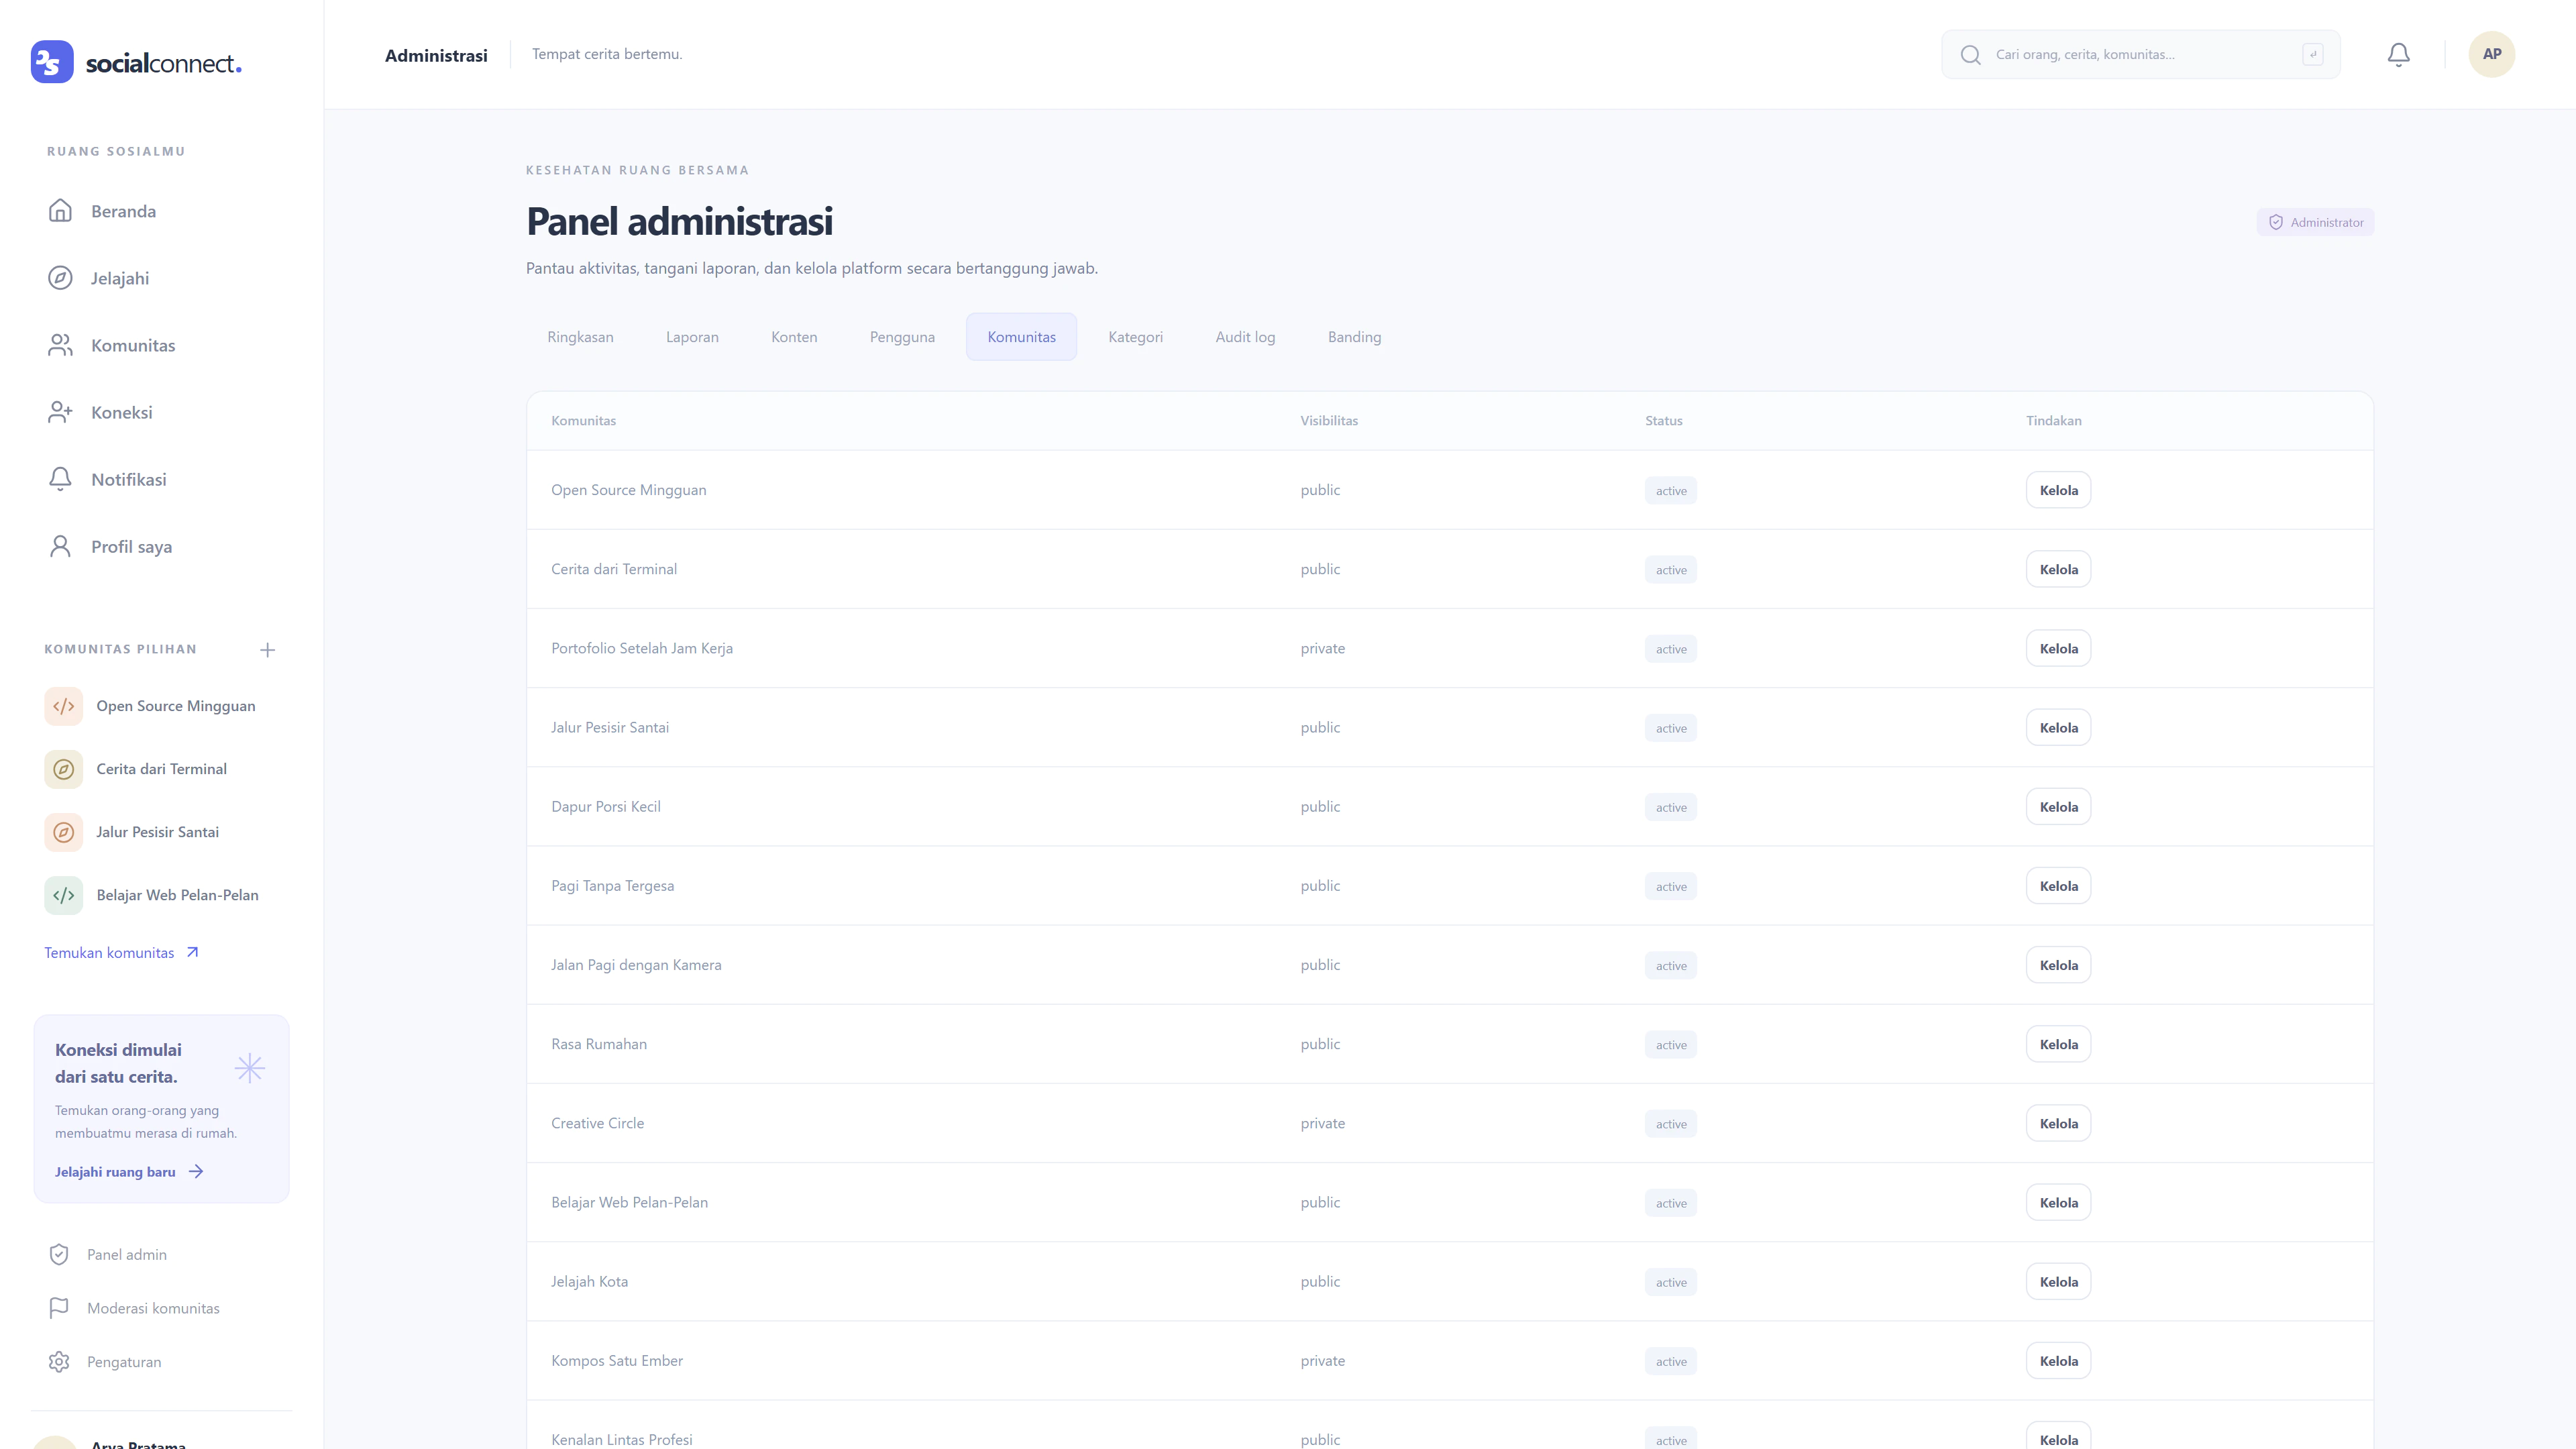 socialconnect.
RUANG SOSIALMU
Beranda
Jelajahi
Komunitas
Koneksi
Notifikasi
Profil saya
KOMUNITAS PILIHAN
Open Source Mingguan
Cerita dari Terminal
Jalur Pesisir Santai
Belajar Web Pelan-Pelan
Temukan komunitas
Koneksi dimulai
dari satu cerita.
Temukan orang-orang yang
membuatmu merasa di rumah.
Jelajahi ruang baru
Panel admin
Moderasi komunitas
Pengaturan
Arya Pratama
Administrasi Tempat cerita bertemu.
Cari orang, cerita, komunitas...
AP
KESEHATAN RUANG BERSAMA
Panel administrasi
Administrator
Pantau aktivitas, tangani laporan, dan kelola platform secara bertanggung jawab.
Ringkasan Laporan Konten Pengguna Komunitas Kategori Audit log Banding
Komunitas Visibilitas Status Tindakan
Open Source Mingguan public active Kelola
Cerita dari Terminal public active Kelola
Portofolio Setelah Jam Kerja private active Kelola
Jalur Pesisir Santai public active Kelola
Dapur Porsi Kecil public active Kelola
Pagi Tanpa Tergesa public active Kelola
Jalan Pagi dengan Kamera public active Kelola
Rasa Rumahan public active Kelola
Creative Circle private active Kelola
Belajar Web Pelan-Pelan public active Kelola
Jelajah Kota public active Kelola
Kompos Satu Ember private active Kelola
Kenalan Lintas Profesi public active Kelola